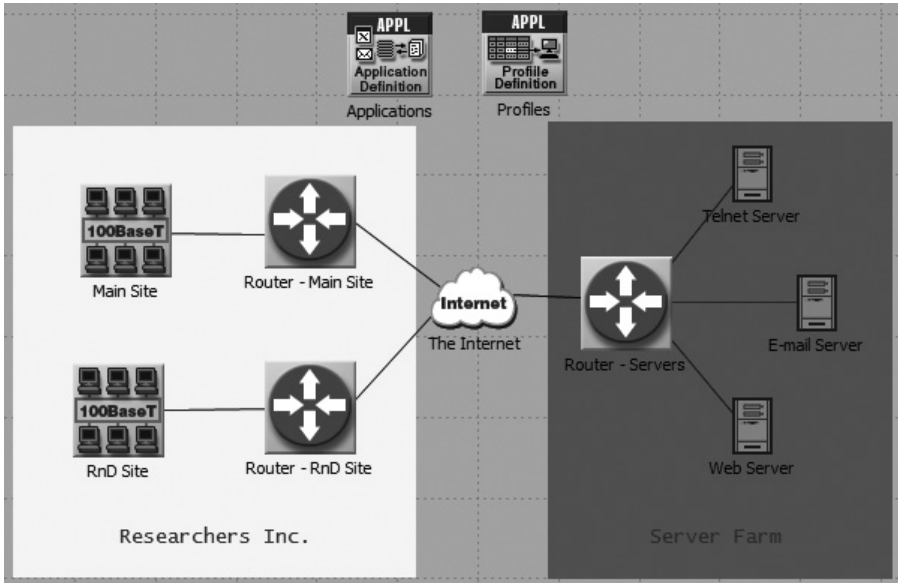 APPL
Application
Definition
Applications
APPL
Profiile
Definition
Profiles
100BaseT
Main Site
Router - Main Site
100BaseT
RnD Site
Router - RnD Site
Researchers Inc.
Internet
The Internet
Router - Servers
Telnet Server
E-mail Server
Web Server
Server Farm